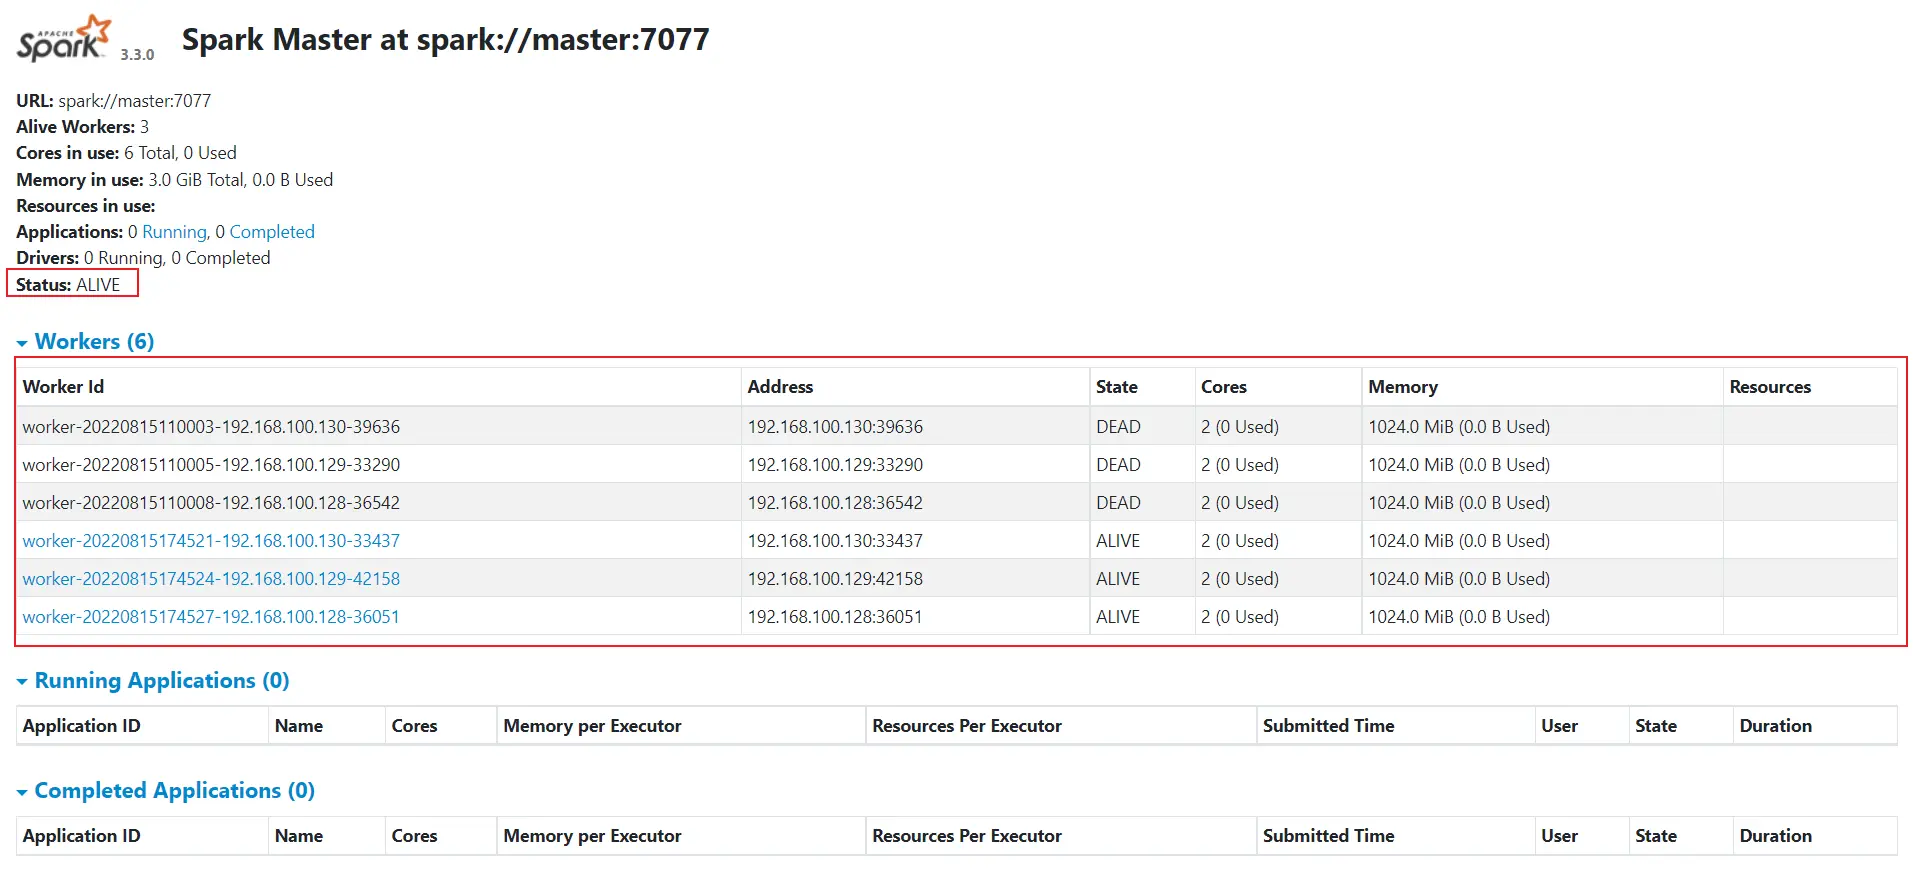 APACHE
Spark 3.3.0 Spark Master at spark://master:7077
URL: spark://master:7077
Alive Workers: 3
Cores in use: 6 Total, 0 Used
Memory in use: 3.0 GiB Total, 0.0 B Used
Resources in use:
Applications: 0 Running, 0 Completed
Drivers: 0 Running, 0 Completed
Status: ALIVE
Workers (6)
Worker Id Address State Cores Memory Resources
worker-20220815110003-192.168.100.130-39636 192.168.100.130:39636 DEAD 2 (0 Used) 1024.0 MiB (0.0 B Used)
worker-20220815110005-192.168.100.129-33290 192.168.100.129:33290 DEAD 2 (0 Used) 1024.0 MiB (0.0 B Used)
worker-20220815110008-192.168.100.128-36542 192.168.100.128:36542 DEAD 2 (0 Used) 1024.0 MiB (0.0 B Used)
worker-20220815174521-192.168.100.130-33437 192.168.100.130:33437 ALIVE 2 (0 Used) 1024.0 MiB (0.0 B Used)
worker-20220815174524-192.168.100.129-42158 192.168.100.129:42158 ALIVE 2 (0 Used) 1024.0 MiB (0.0 B Used)
worker-20220815174527-192.168.100.128-36051 192.168.100.128:36051 ALIVE 2 (0 Used) 1024.0 MiB (0.0 B Used)
Running Applications (0)
Application ID Name Cores Memory per Executor Resources Per Executor Submitted Time User State Duration
Completed Applications (0)
Application ID Name Cores Memory per Executor Resources Per Executor Submitted Time User State Duration